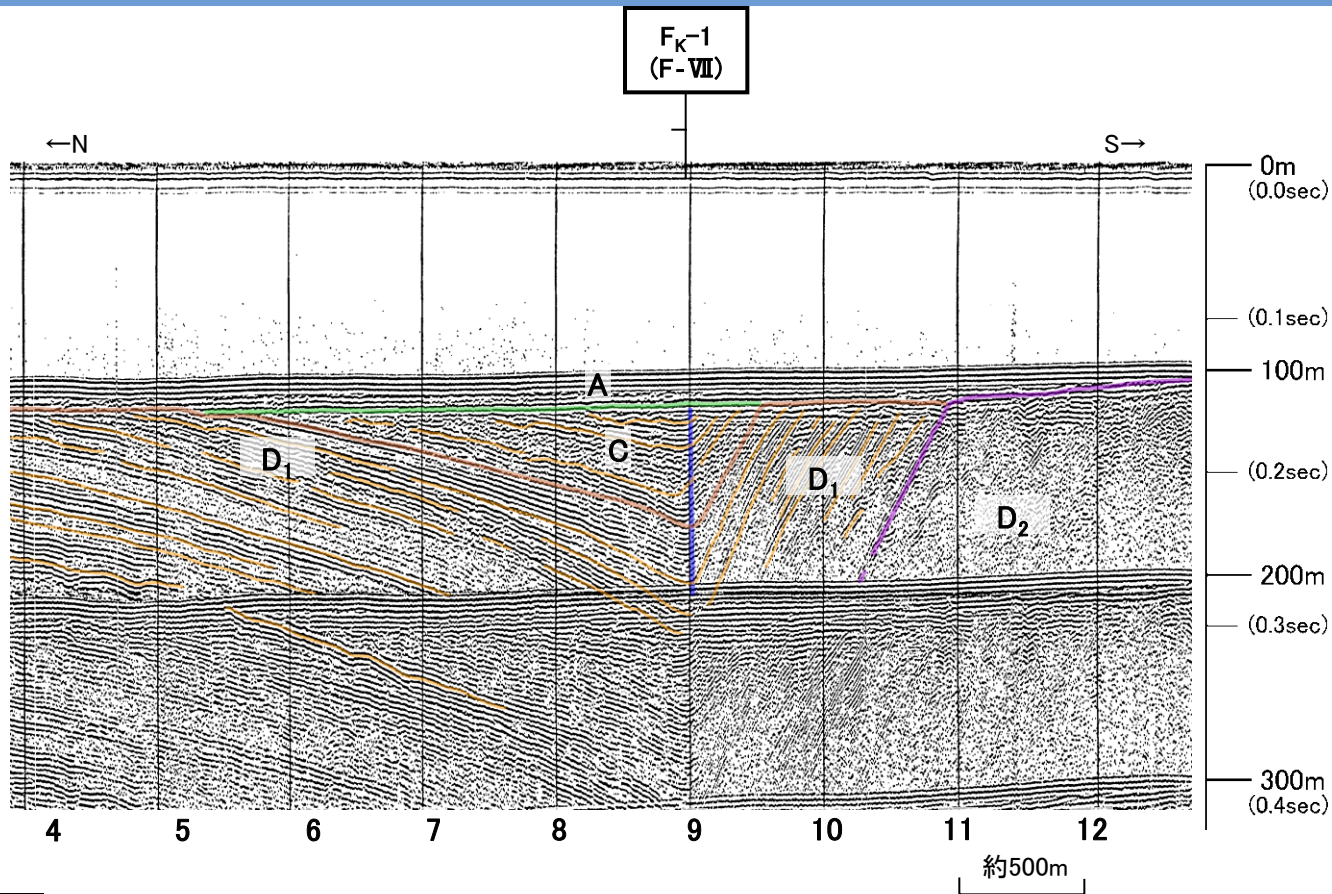 Fᴋ-1
(F-Ⅶ)
←N
S→
0m
(0.0sec)
(0.1sec)
100m
A
C
D₁
D₁
(0.2sec)
D₂
200m
(0.3sec)
300m
(0.4sec)
4 5 6 7 8 9 10 11 12
約500m